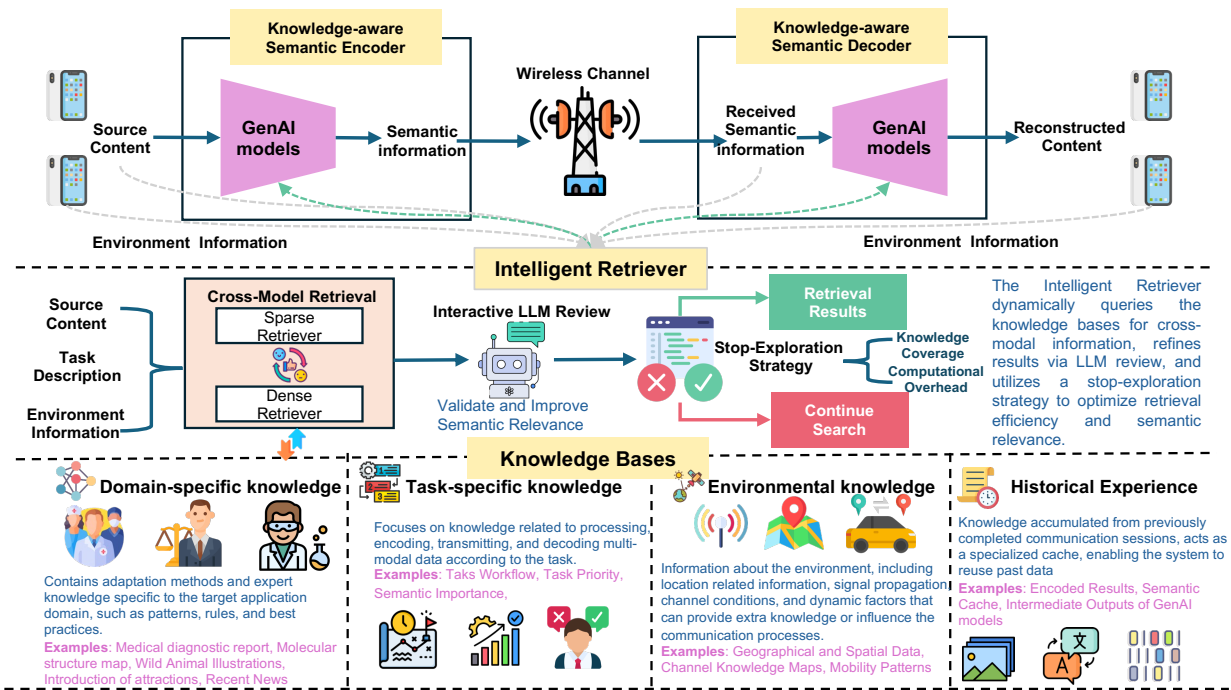 Knowledge-aware
Semantic Encoder
Knowledge-aware
Semantic Decoder
Wireless Channel
Source
Content
GenAI
models
Semantic
information
Received
Semantic
information
GenAI
models
Reconstructed
Content
Environment Information
Environment Information
Intelligent Retriever
Source
Content
Task
Description
Environment
Information
Cross-Model Retrieval
Sparse
Retriever
Dense
Retriever
Interactive LLM Review
Validate and Improve
Semantic Relevance
Retrieval
Results
Stop-Exploration
Strategy
Knowledge
Coverage
Computational
Overhead
Continue
Search
The Intelligent Retriever
dynamically queries the
knowledge bases for cross-
modal information, refines
results via LLM review, and
utilizes a stop-exploration
strategy to optimize retrieval
efficiency and semantic
relevance.
Knowledge Bases
Domain-specific knowledge
Contains adaptation methods and expert
knowledge specific to the target application
domain, such as patterns, rules, and best
practices.
Examples: Medical diagnostic report, Molecular
structure map, Wild Animal Illustrations,
Introduction of attractions, Recent News
1
2
3
Task-specific knowledge
Focuses on knowledge related to processing,
encoding, transmitting, and decoding multi-
modal data according to the task.
Examples: Taks Workflow, Task Priority,
Semantic Importance,
Environmental knowledge
Information about the environment, including
location related information, signal propagation
channel conditions, and dynamic factors that
can provide extra knowledge or influence the
communication processes.
Examples: Geographical and Spatial Data,
Channel Knowledge Maps, Mobility Patterns
Historical Experience
Knowledge accumulated from previously
completed communication sessions, acts as
a specialized cache, enabling the system to
reuse past data
Examples: Encoded Results, Semantic
Cache, Intermediate Outputs of GenAI
models
文
A